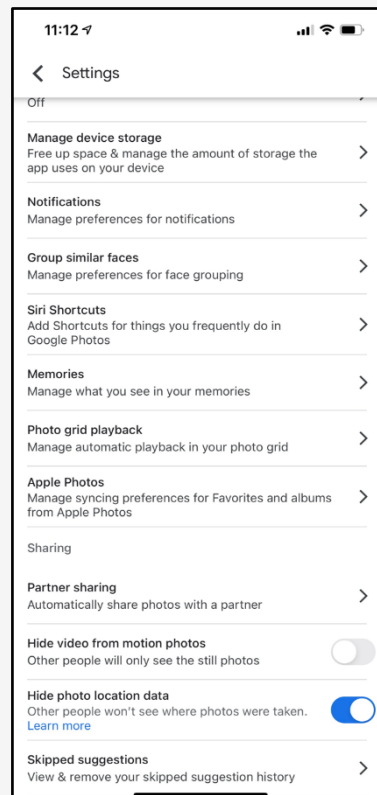 11:12
Settings
Off
Manage device storage
Free up space & manage the amount of storage the
app uses on your device
Notifications
Manage preferences for notifications
Group similar faces
Manage preferences for face grouping
Siri Shortcuts
Add Shortcuts for things you frequently do in
Google Photos
Memories
Manage what you see in your memories
Photo grid playback
Manage automatic playback in your photo grid
Apple Photos
Manage syncing preferences for Favorites and albums
from Apple Photos
Sharing
Partner sharing
Automatically share photos with a partner
Hide video from motion photos
Other people will only see the still photos
Hide photo location data
Other people won't see where photos were taken.
Learn more
Skipped suggestions
View & remove your skipped suggestion history